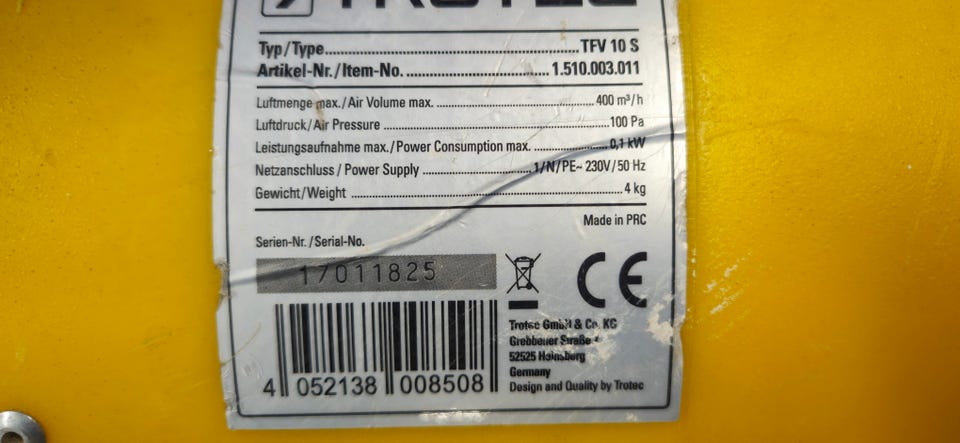 TROTEC
Typ/Type.....TFV 10 S
Artikel-Nr./Item-No.....1.510.003.011
Luftmenge max./Air Volume max.....400 m³/h
Luftdruck/Air Pressure.....100 Pa
Leistungsaufnahme max./Power Consumption max.....0,1 kW
Netzanschluss / Power Supply.....1/N/PE~ 230V/50 Hz
Gewicht/Weight.....4 kg
Made in PRC
Serien-Nr./Serial-No.
17011825
CE
Trotec GmbH & Co. KG
Grebbener Straße
52525 Heinsberg
Germany
Design and Quality by Trotec
4 052138 008508